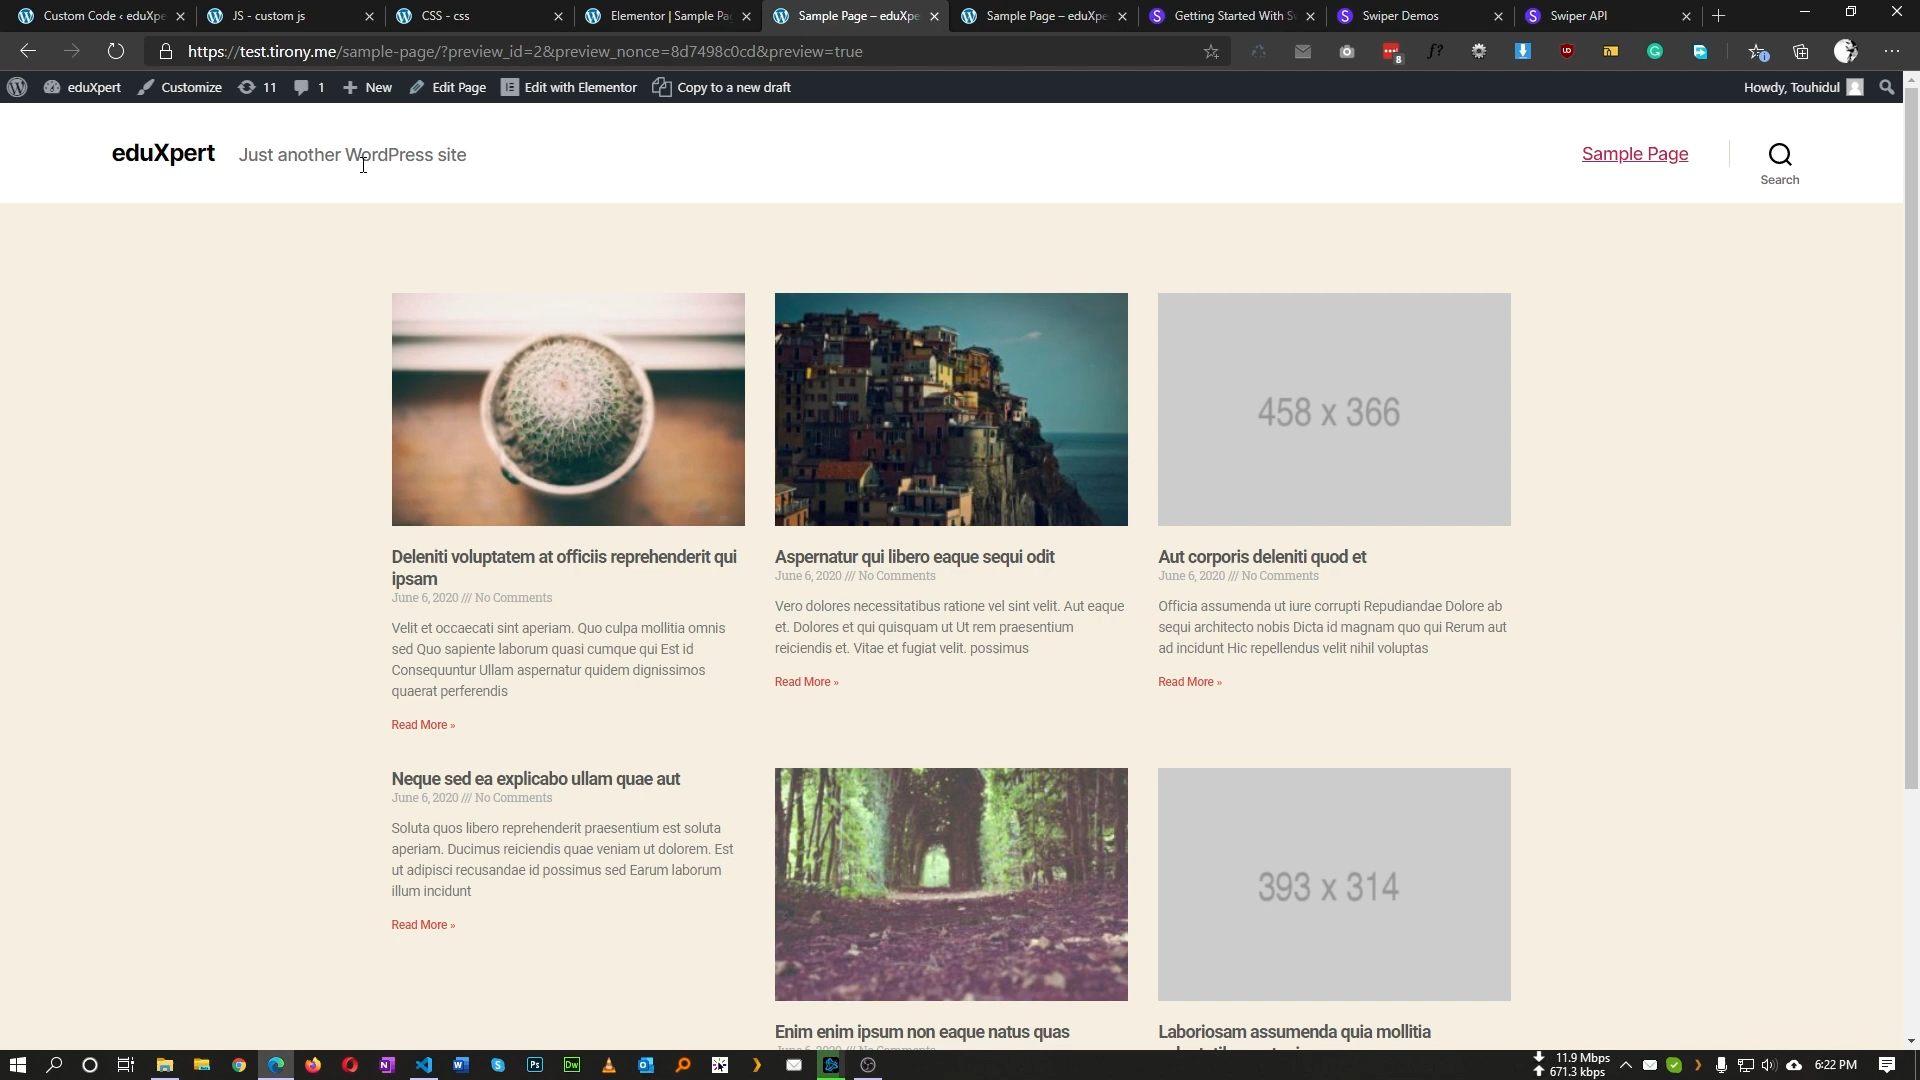 Custom Code ‹ eduXpe
JS - custom js
CSS - css
Elementor | Sample Pa
Sample Page – eduXpe
Sample Page – eduXpe
Getting Started With S
Swiper Demos
Swiper API
https://test.tirony.me/sample-page/?preview_id=2&preview_nonce=8d7498c0cd&preview=true
8
f?
eduXpert
Customize
11
1
New
Edit Page
Edit with Elementor
Copy to a new draft
Howdy, Touhidul
eduXpert
Just another WordPress site
Sample Page
Search
458 x 366
Deleniti voluptatem at officiis reprehenderit qui
ipsam
June 6, 2020 /// No Comments
Velit et occaecati sint aperiam. Quo culpa mollitia omnis
sed Quo sapiente laborum quasi cumque qui Est id
Consequuntur Ullam aspernatur quidem dignissimos
quaerat perferendis
Read More »
Aspernatur qui libero eaque sequi odit
June 6, 2020 /// No Comments
Vero dolores necessitatibus ratione vel sint velit. Aut eaque
et. Dolores et qui quisquam ut Ut rem praesentium
reiciendis et. Vitae et fugiat velit. possimus
Read More »
Aut corporis deleniti quod et
June 6, 2020 /// No Comments
Officia assumenda ut iure corrupti Repudiandae Dolore ab
sequi architecto nobis Dicta id magnam quo qui Rerum aut
ad incidunt Hic repellendus velit nihil voluptas
Read More »
Neque sed ea explicabo ullam quae aut
June 6, 2020 /// No Comments
Soluta quos libero reprehenderit praesentium est soluta
aperiam. Ducimus reiciendis quae veniam ut dolorem. Est
ut adipisci recusandae id possimus sed Earum laborum
illum incidunt
Read More »
393 x 314
Enim enim ipsum non eaque natus quas
Laboriosam assumenda quia mollitia
11.9 Mbps
671.3 kbps
6:22 PM